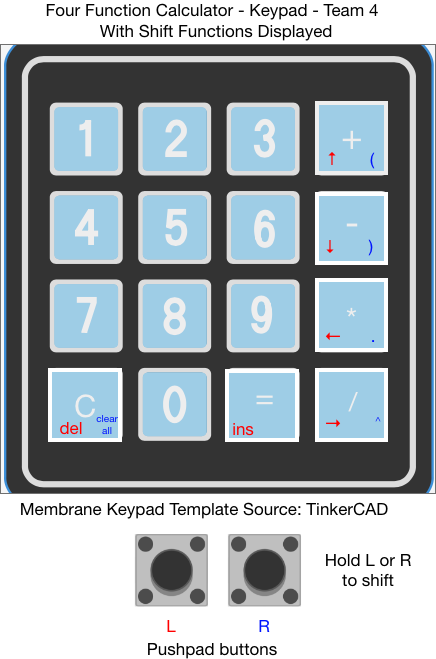 Four Function Calculator - Keypad - Team 4
With Shift Functions Displayed
1 2 3 +
↑ (
4 5 6 -
↓ )
7 8 9 *
← .
C 0 = /
del clear all ins → ^
Membrane Keypad Template Source: TinkerCAD
Hold L or R
to shift
L R
Pushpad buttons